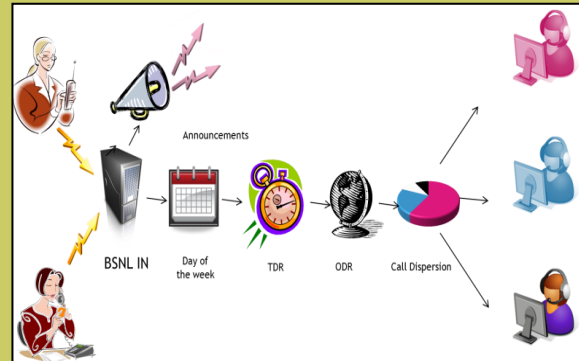 Announcements
BSNL IN
Day of
the week
TDR
ODR
Call Dispersion